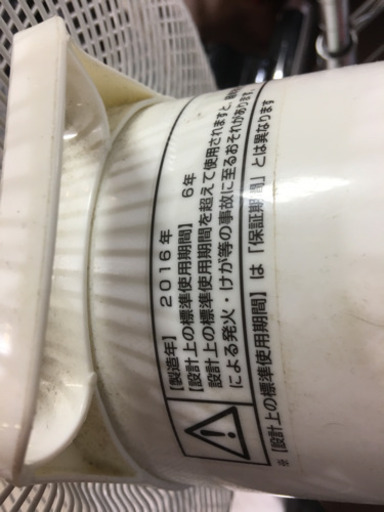 【製造年】 2016年
【設計上の標準使用期間】 6年
設計上の標準使用期間を超えて使用されますと、
による発火・けが等の事故に至るおそれがあります。
※【設計上の標準使用期間】は「保証期間」とは異なります